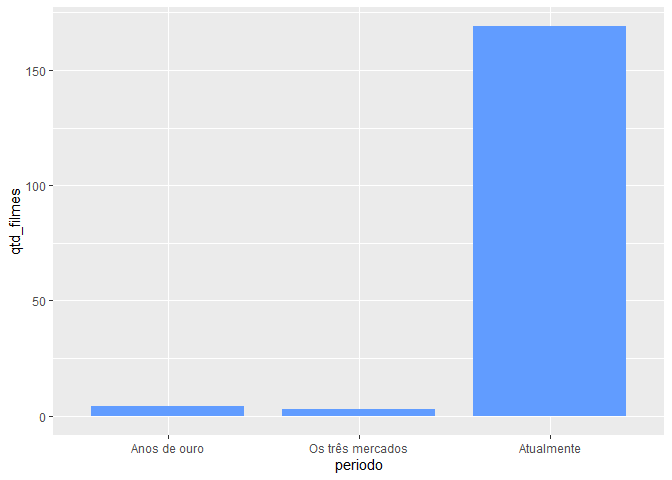 qtd_filmes
150
100
50
0
Anos de ouro
Os três mercados
Atualmente
periodo